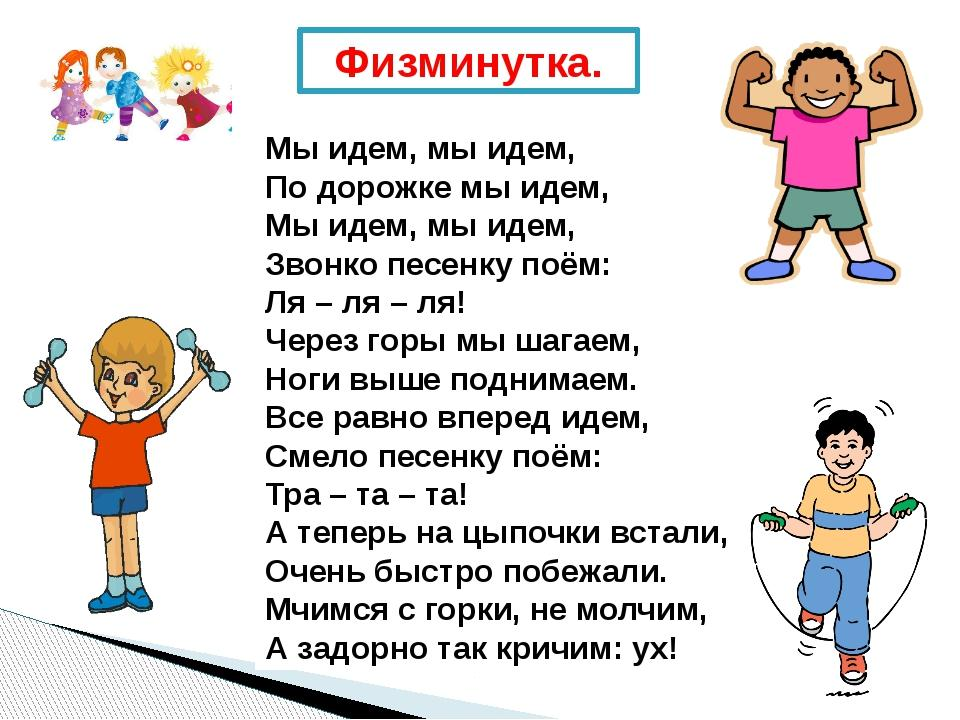 Физминутка.
Мы идем, мы идем,
По дорожке мы идем,
Мы идем, мы идем,
Звонко песенку поём:
Ля – ля – ля!
Через горы мы шагаем,
Ноги выше поднимаем.
Все равно вперед идем,
Смело песенку поём:
Тра – та – та!
А теперь на цыпочки встали,
Очень быстро побежали.
Мчимся с горки, не молчим,
А задорно так кричим: ух!